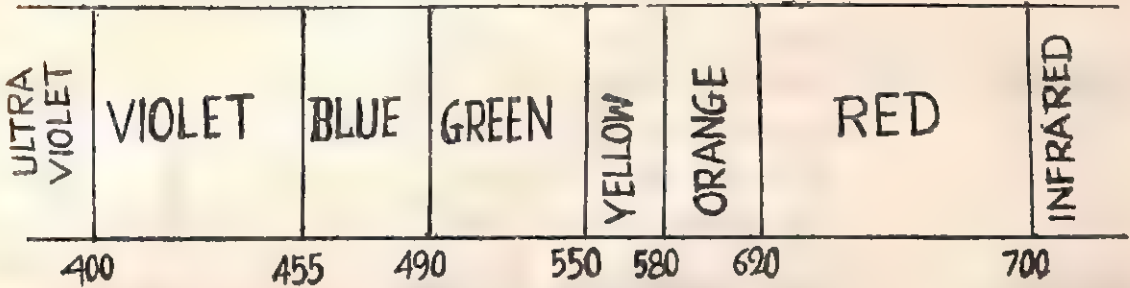 ULTRA
VIOLET
VIOLET
BLUE
GREEN
YELLOW
ORANGE
RED
INFRARED
400 455 490 550 580 620 700